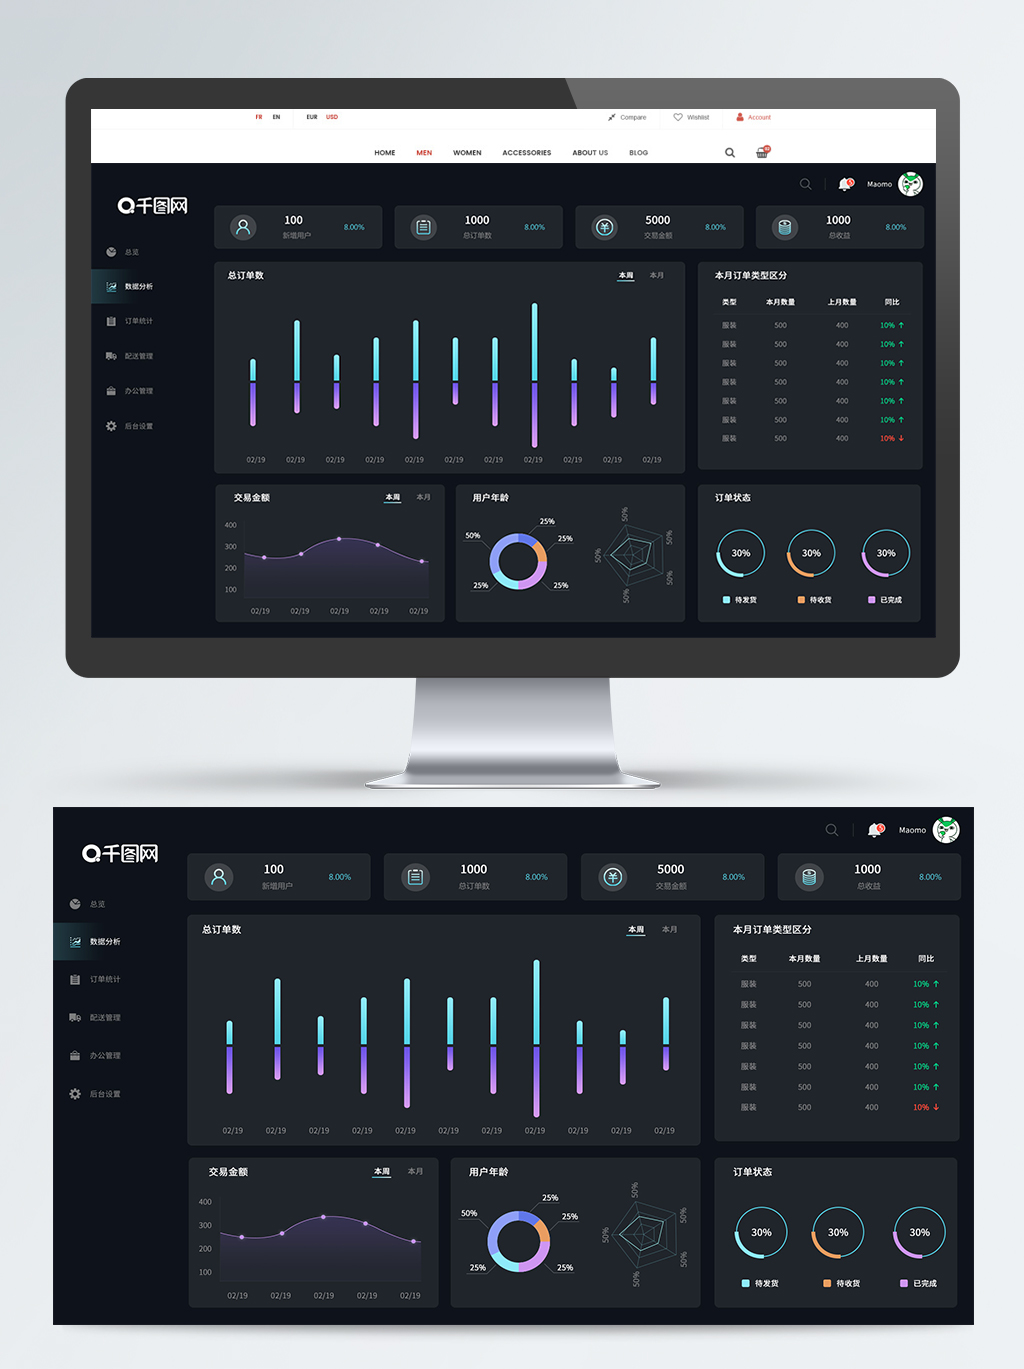 FR EN EUR USD Compare Wishlist Account
HOME MEN WOMEN ACCESSORIES ABOUT US BLOG
Maomo
千图网
100 新增用户 8.00%
1000 总订单数 8.00%
5000 交易金额 8.00%
1000 总收益 8.00%
总览
数据分析
订单统计
配送管理
办公管理
后台设置
总订单数 本周 本月
02/19 02/19 02/19 02/19 02/19 02/19 02/19 02/19 02/19 02/19 02/19
本月订单类型区分
类型 本月数量 上月数量 同比
服装 500 400 10% ↑
服装 500 400 10% ↑
服装 500 400 10% ↑
服装 500 400 10% ↑
服装 500 400 10% ↑
服装 500 400 10% ↑
服装 500 400 10% ↓
交易金额 本周 本月
400
300
200
100
02/19 02/19 02/19 02/19 02/19
用户年龄
25%
50% 25%
25% 25%
50%
50%
50%
50%
50%
订单状态
30% 30% 30%
待发货 待收货 已完成
Maomo
千图网
100 新增用户 8.00%
1000 总订单数 8.00%
5000 交易金额 8.00%
1000 总收益 8.00%
总览
数据分析
订单统计
配送管理
办公管理
后台设置
总订单数 本周 本月
02/19 02/19 02/19 02/19 02/19 02/19 02/19 02/19 02/19 02/19 02/19
本月订单类型区分
类型 本月数量 上月数量 同比
服装 500 400 10% ↑
服装 500 400 10% ↑
服装 500 400 10% ↑
服装 500 400 10% ↑
服装 500 400 10% ↑
服装 500 400 10% ↑
服装 500 400 10% ↓
交易金额 本周 本月
400
300
200
100
02/19 02/19 02/19 02/19 02/19
用户年龄
25%
50% 25%
25% 25%
50%
50%
50%
50%
50%
订单状态
30% 30% 30%
待发货 待收货 已完成